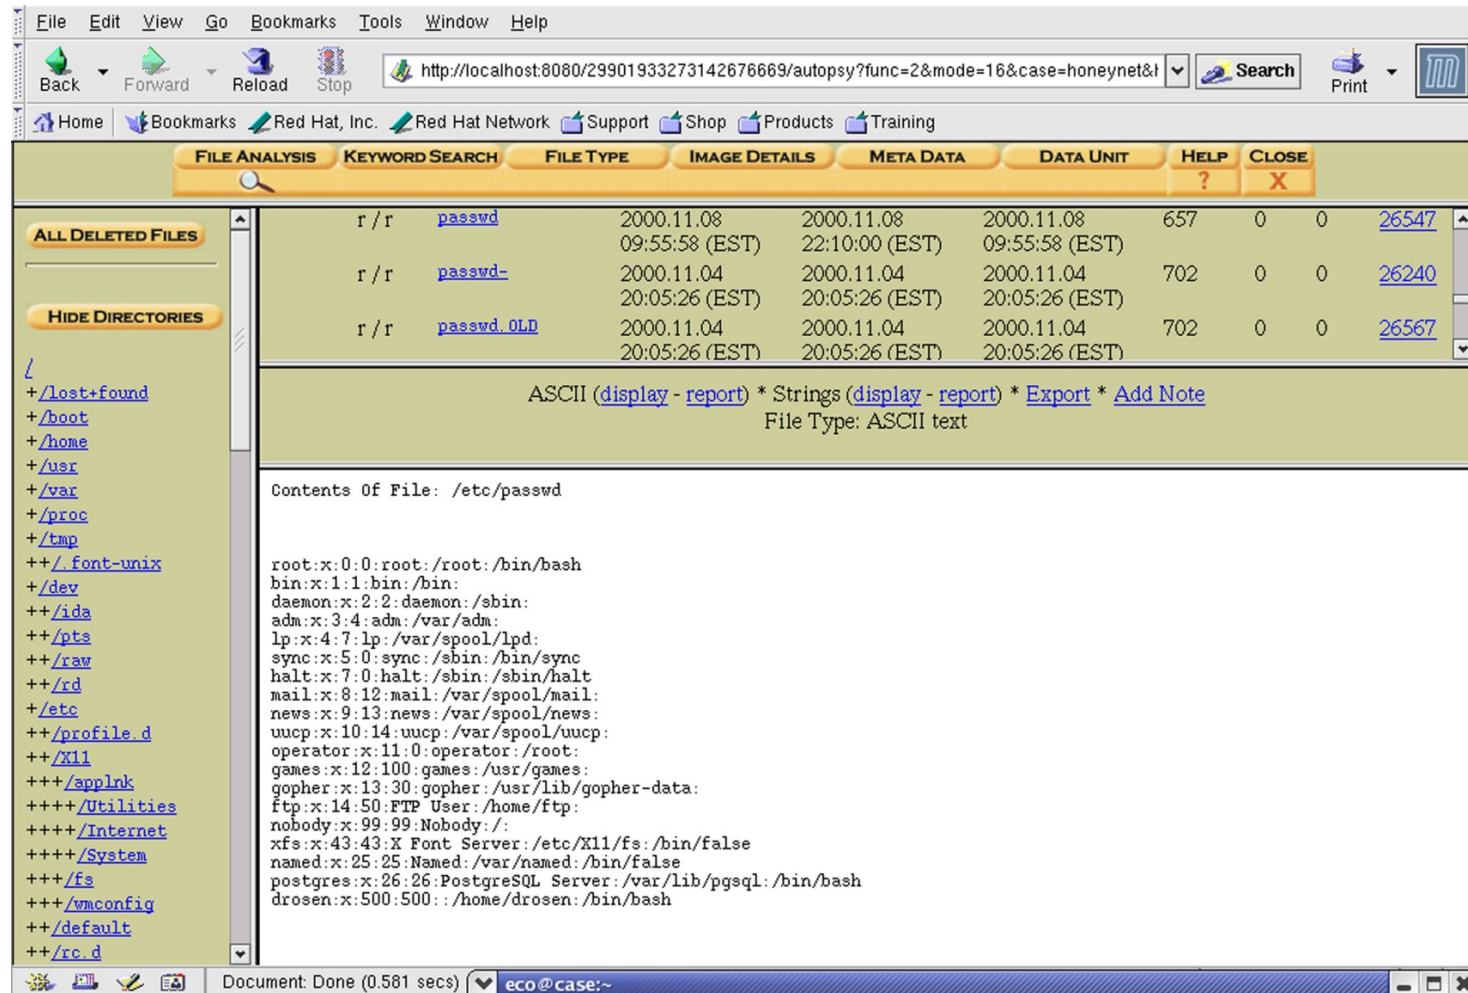 File Edit View Go Bookmarks Tools Window Help
Back Forward Reload Stop http://localhost:8080/29901933273142676669/autopsy?func=2&mode=16&case=honeynet& Search Print
Home Bookmarks Red Hat, Inc. Red Hat Network Support Shop Products Training
FILE ANALYSIS KEYWORD SEARCH FILE TYPE IMAGE DETAILS META DATA DATA UNIT HELP CLOSE
? X
ALL DELETED FILES
HIDE DIRECTORIES
/
+/lost+found
+/boot
+/home
+/usr
+/var
+/proc
+/tmp
++/.font-unix
+/dev
++/ida
++/pts
++/raw
++/rd
+/etc
++/profile.d
++/X11
+++/applnk
++++/Utilities
++++/Internet
++++/System
+++/fs
+++/wmconfig
++/default
++/rc.d
r / r passwd 2000.11.08 2000.11.08 2000.11.08 657 0 0 26547
09:55:58 (EST) 22:10:00 (EST) 09:55:58 (EST)
r / r passwd- 2000.11.04 2000.11.04 2000.11.04 702 0 0 26240
20:05:26 (EST) 20:05:26 (EST) 20:05:26 (EST)
r / r passwd.OLD 2000.11.04 2000.11.04 2000.11.04 702 0 0 26567
20:05:26 (EST) 20:05:26 (EST) 20:05:26 (EST)
ASCII (display - report) * Strings (display - report) * Export * Add Note
File Type: ASCII text
Contents Of File: /etc/passwd
root:x:0:0:root:/root:/bin/bash
bin:x:1:1:bin:/bin:
daemon:x:2:2:daemon:/sbin:
adm:x:3:4:adm:/var/adm:
lp:x:4:7:lp:/var/spool/lpd:
sync:x:5:0:sync:/sbin:/bin/sync
halt:x:7:0:halt:/sbin:/sbin/halt
mail:x:8:12:mail:/var/spool/mail:
news:x:9:13:news:/var/spool/news:
uucp:x:10:14:uucp:/var/spool/uucp:
operator:x:11:0:operator:/root:
games:x:12:100:games:/usr/games:
gopher:x:13:30:gopher:/usr/lib/gopher-data:
ftp:x:14:50:FTP User:/home/ftp:
nobody:x:99:99:Nobody:/:
xfs:x:43:43:X Font Server:/etc/X11/fs:/bin/false
named:x:25:25:Named:/var/named:/bin/false
postgres:x:26:26:PostgreSQL Server:/var/lib/pgsql:/bin/bash
drosen:x:500:500::/home/drosen:/bin/bash
Document: Done (0.581 secs) eco@case:~